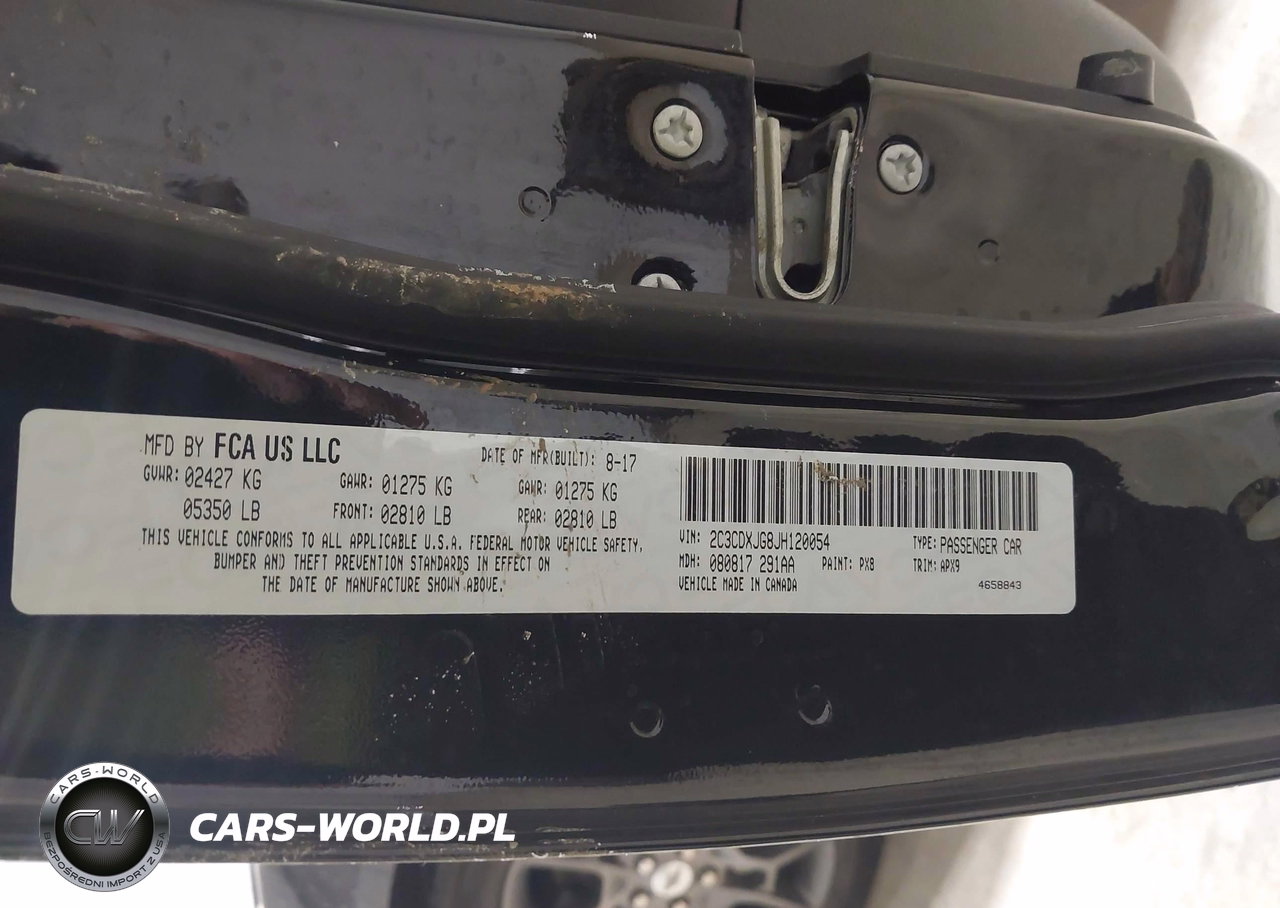 MFD BY FCA US LLC
DATE OF MFR(BUILT): 8-17
GVWR: 02427 KG GAWR: 01275 KG GAWR: 01275 KG
05350 LB FRONT: 02810 LB REAR: 02810 LB
THIS VEHICLE CONFORMS TO ALL APPLICABLE U.S.A. FEDERAL MOTOR VEHICLE SAFETY,
BUMPER AND THEFT PREVENTION STANDARDS IN EFFECT ON
THE DATE OF MANUFACTURE SHOWN ABOVE.
VIN: 2C3CDXJG8JH120054 TYPE: PASSENGER CAR
MDH: 080817 291AA PAINT: PX8 TRIM: APX9
VEHICLE MADE IN CANADA 4658843
CARS-WORLD
CW
BEZPOŚREDNI IMPORT Z USA
CARS-WORLD.PL